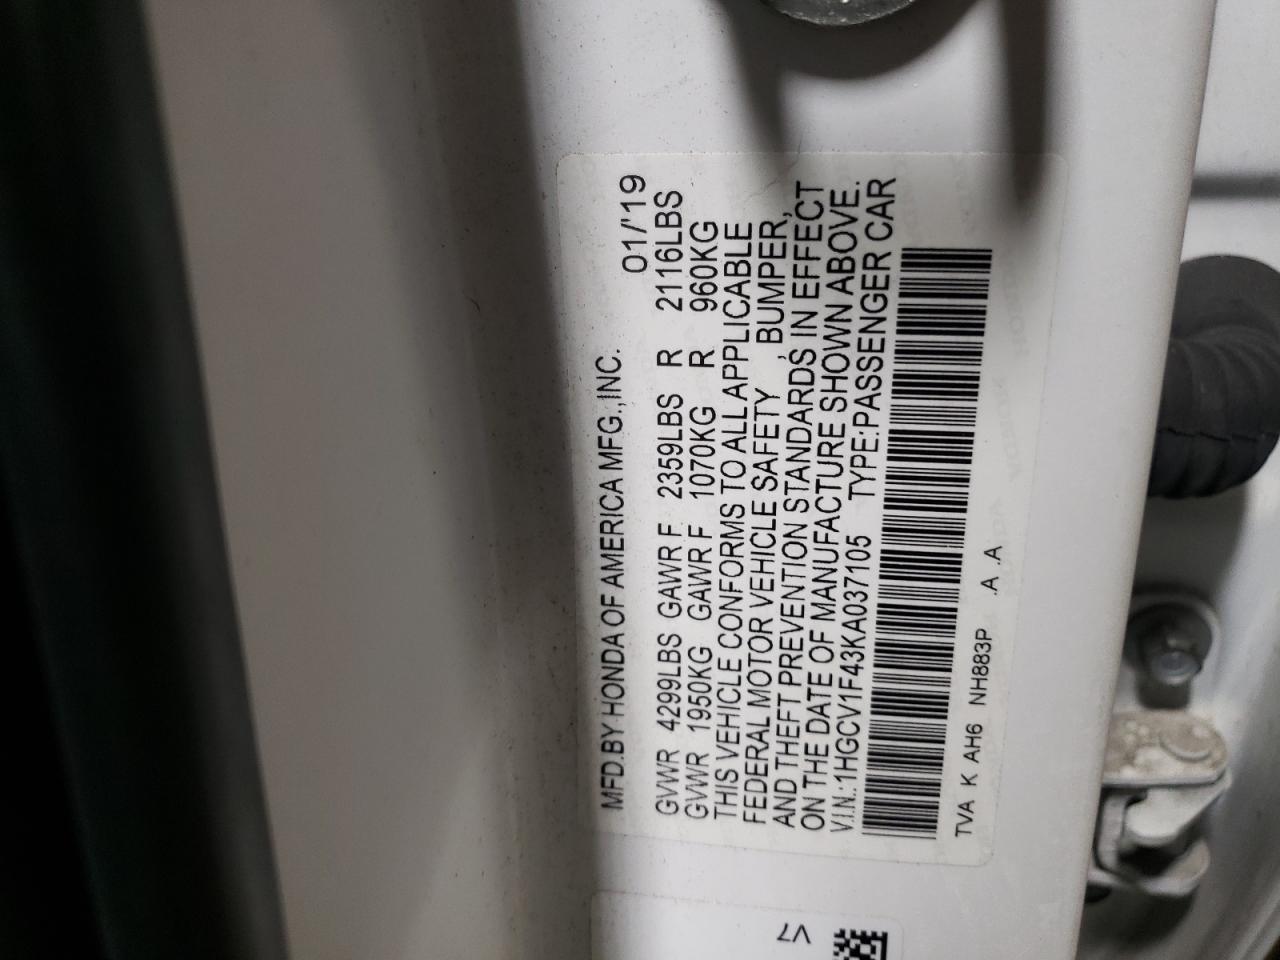 MFD.BY HONDA OF AMERICA MFG.,INC.
01/'19
GVWR 4299LBS GAWR F 2359LBS R 2116LBS
GVWR 1950KG GAWR F 1070KG R 960KG
THIS VEHICLE CONFORMS TO ALL APPLICABLE
FEDERAL MOTOR VEHICLE SAFETY , BUMPER,
AND THEFT PREVENTION STANDARDS IN EFFECT
ON THE DATE OF MANUFACTURE SHOWN ABOVE.
V.I.N.:1HGCV1F43KA037105 TYPE:PASSENGER CAR
TVA K AH6 NH883P .A .A
V7